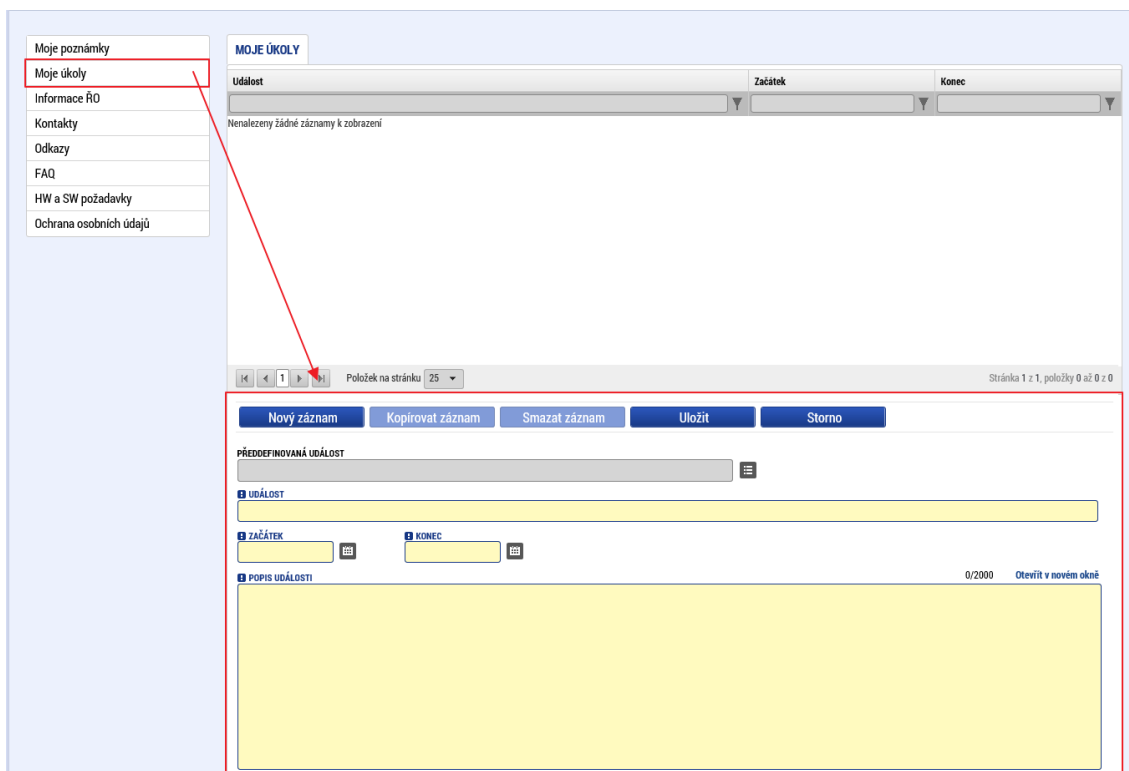 Moje poznámky
Moje úkoly
Informace ŘO
Kontakty
Odkazy
FAQ
HW a SW požadavky
Ochrana osobních údajů
MOJE ÚKOLY
Událost Začátek Konec
Nenalezeny žádné záznamy k zobrazení
1 Položek na stránku 25 Stránka 1 z 1, položky 0 až 0 z 0
Nový záznam Kopírovat záznam Smazat záznam Uložit Storno
PŘEDDEFINOVANÁ UDÁLOST
UDÁLOST
ZAČÁTEK KONEC
POPIS UDÁLOSTI 0/2000 Otevřít v novém okně